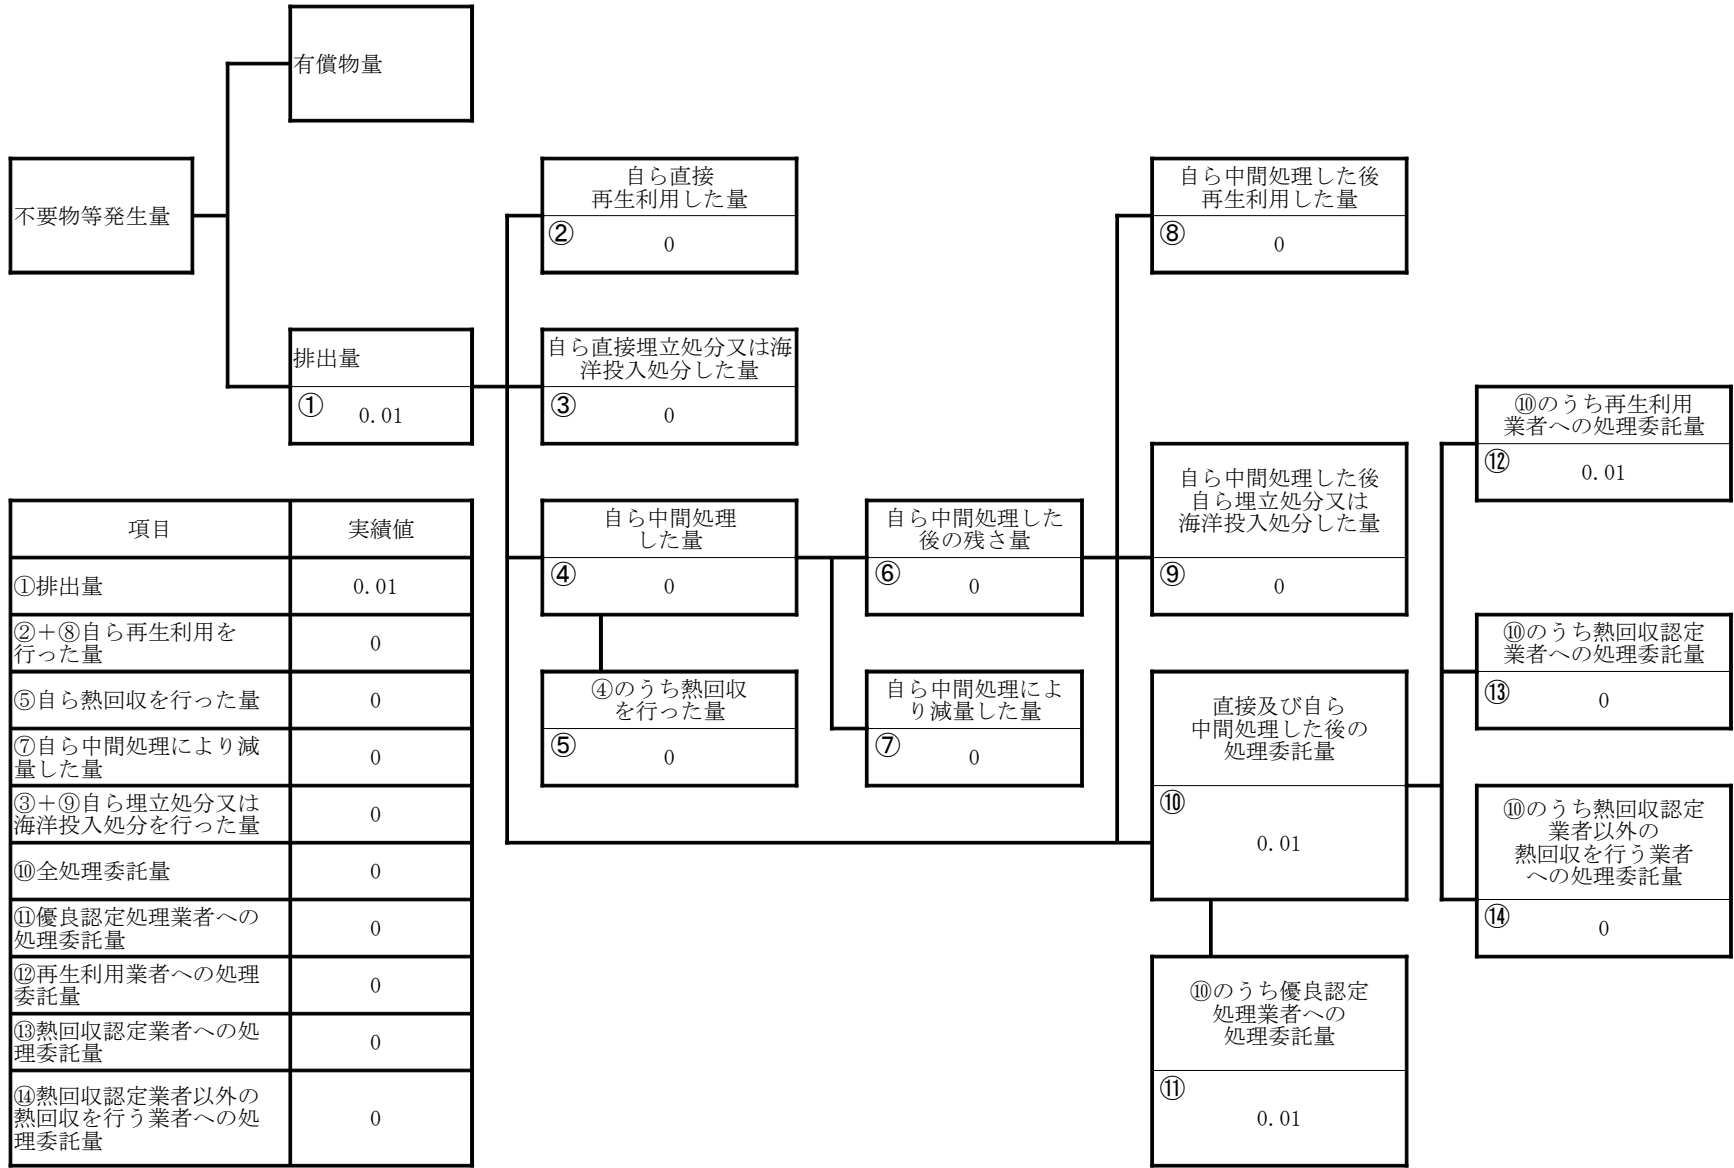 有償物量
不要物等発生量
自ら直接
再生利用した量
②
0
自ら中間処理した後
再生利用した量
⑧
0
排出量
①
0.01
自ら直接埋立処分又は海
洋投入処分した量
③
0
⑩のうち再生利用
業者への処理委託量
⑫
0.01
自ら中間処理
した量
④
0
自ら中間処理した
後の残さ量
⑥
0
自ら中間処理した後
自ら埋立処分又は
海洋投入処分した量
⑨
0
⑩のうち熱回収認定
業者への処理委託量
⑬
0
④のうち熱回収
を行った量
⑤
0
自ら中間処理によ
り減量した量
⑦
0
直接及び自ら
中間処理した後の
処理委託量
⑩
0.01
⑩のうち熱回収認定
業者以外の
熱回収を行う業者
への処理委託量
⑭
0
⑩のうち優良認定
処理業者への
処理委託量
⑪
0.01
項目 実績値
①排出量 0.01
②＋⑧自ら再生利用を
行った量 0
⑤自ら熱回収を行った量 0
⑦自ら中間処理により減
量した量 0
③＋⑨自ら埋立処分又は
海洋投入処分を行った量 0
⑩全処理委託量 0
⑪優良認定処理業者への
処理委託量 0
⑫再生利用業者への処理
委託量 0
⑬熱回収認定業者への処
理委託量 0
⑭熱回収認定業者以外の
熱回収を行う業者への処
理委託量 0